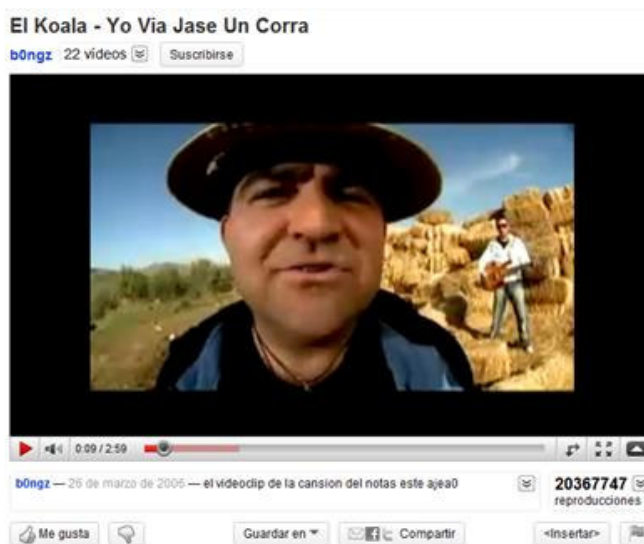 El Koala - Yo Via Jase Un Corra
b0ngz 22 vídeos Suscribirse
0:09 / 2:59
b0ngz — 26 de marzo de 2006 — el videoclip de la cansion del notas este ajea0
20367747
reproducciones
Me gusta Guardar en Compartir <Insertar>